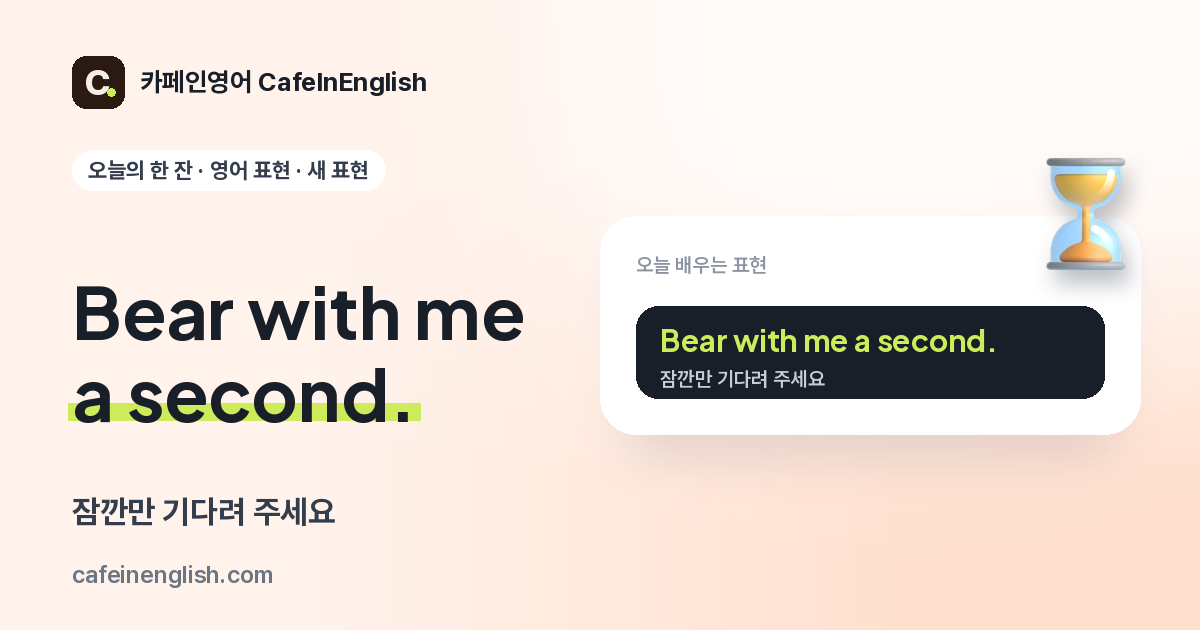 C.
카페인영어 CafeInEnglish
오늘의 한 잔 · 영어 표현 · 새 표현
Bear with me
a second.
잠깐만 기다려 주세요
cafeinenglish.com
오늘 배우는 표현
Bear with me a second.
잠깐만 기다려 주세요